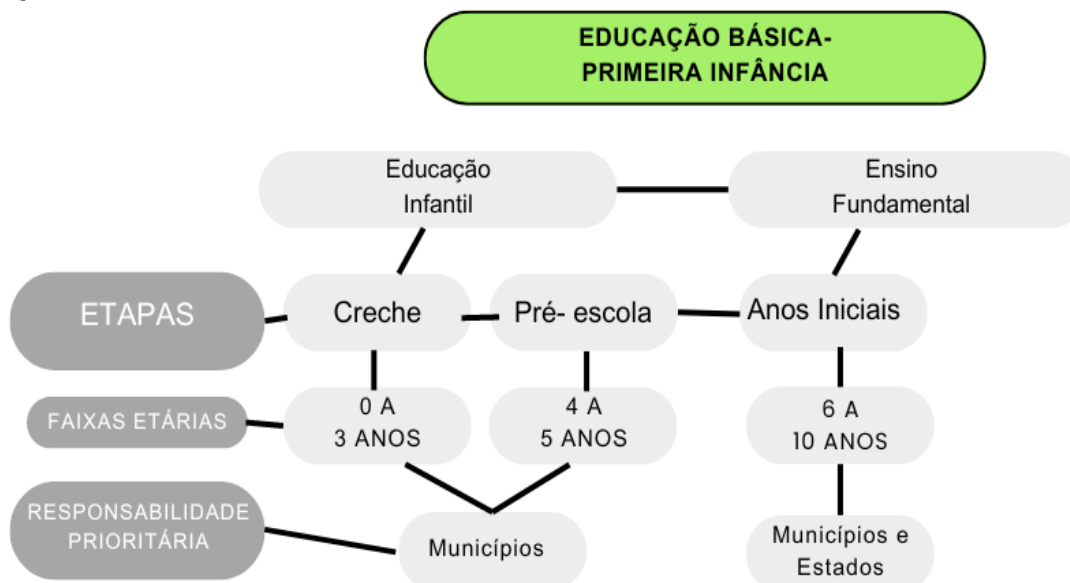 EDUCAÇÃO BÁSICA-
PRIMEIRA INFÂNCIA
Educação
Infantil
Ensino
Fundamental
ETAPAS
Creche
Pré- escola
Anos Iniciais
FAIXAS ETÁRIAS
0 A
3 ANOS
4 A
5 ANOS
6 A
10 ANOS
RESPONSABILIDADE
PRIORITÁRIA
Municípios
Municípios e
Estados